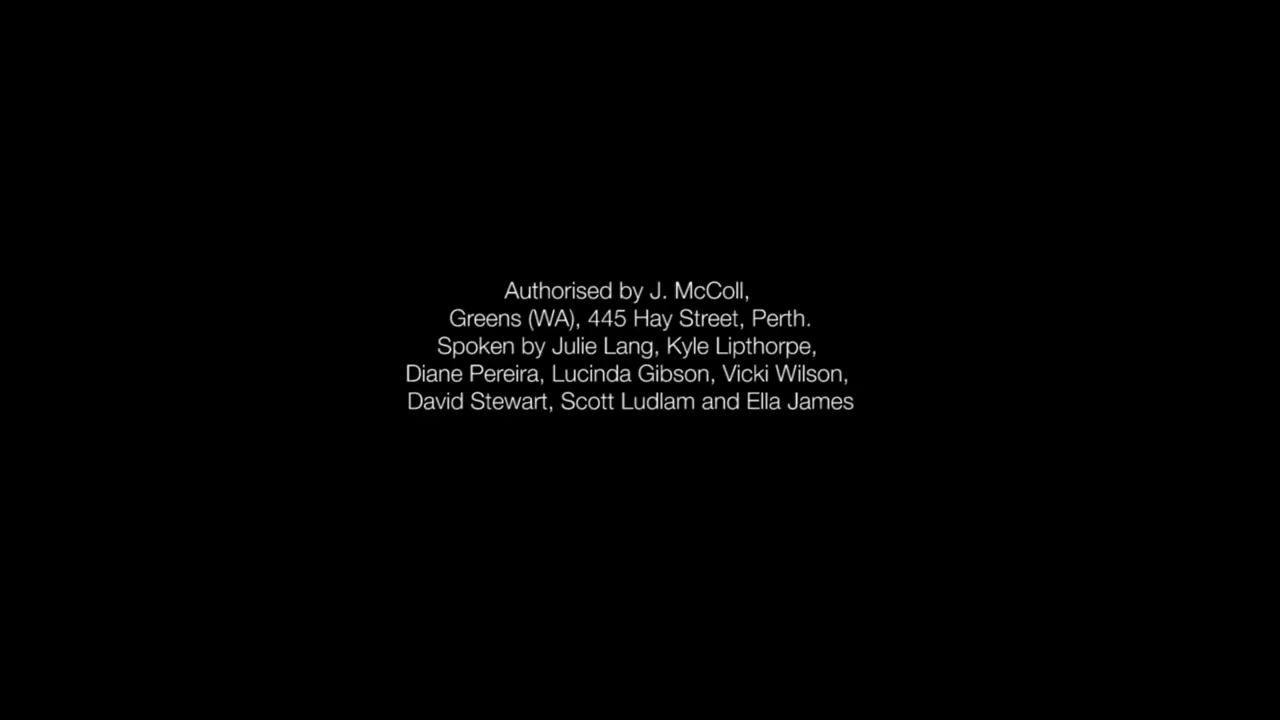 Authorised by J. McColl,
Greens (WA), 445 Hay Street, Perth.
Spoken by Julie Lang, Kyle Lipthorpe,
Diane Pereira, Lucinda Gibson, Vicki Wilson,
David Stewart, Scott Ludlam and Ella James